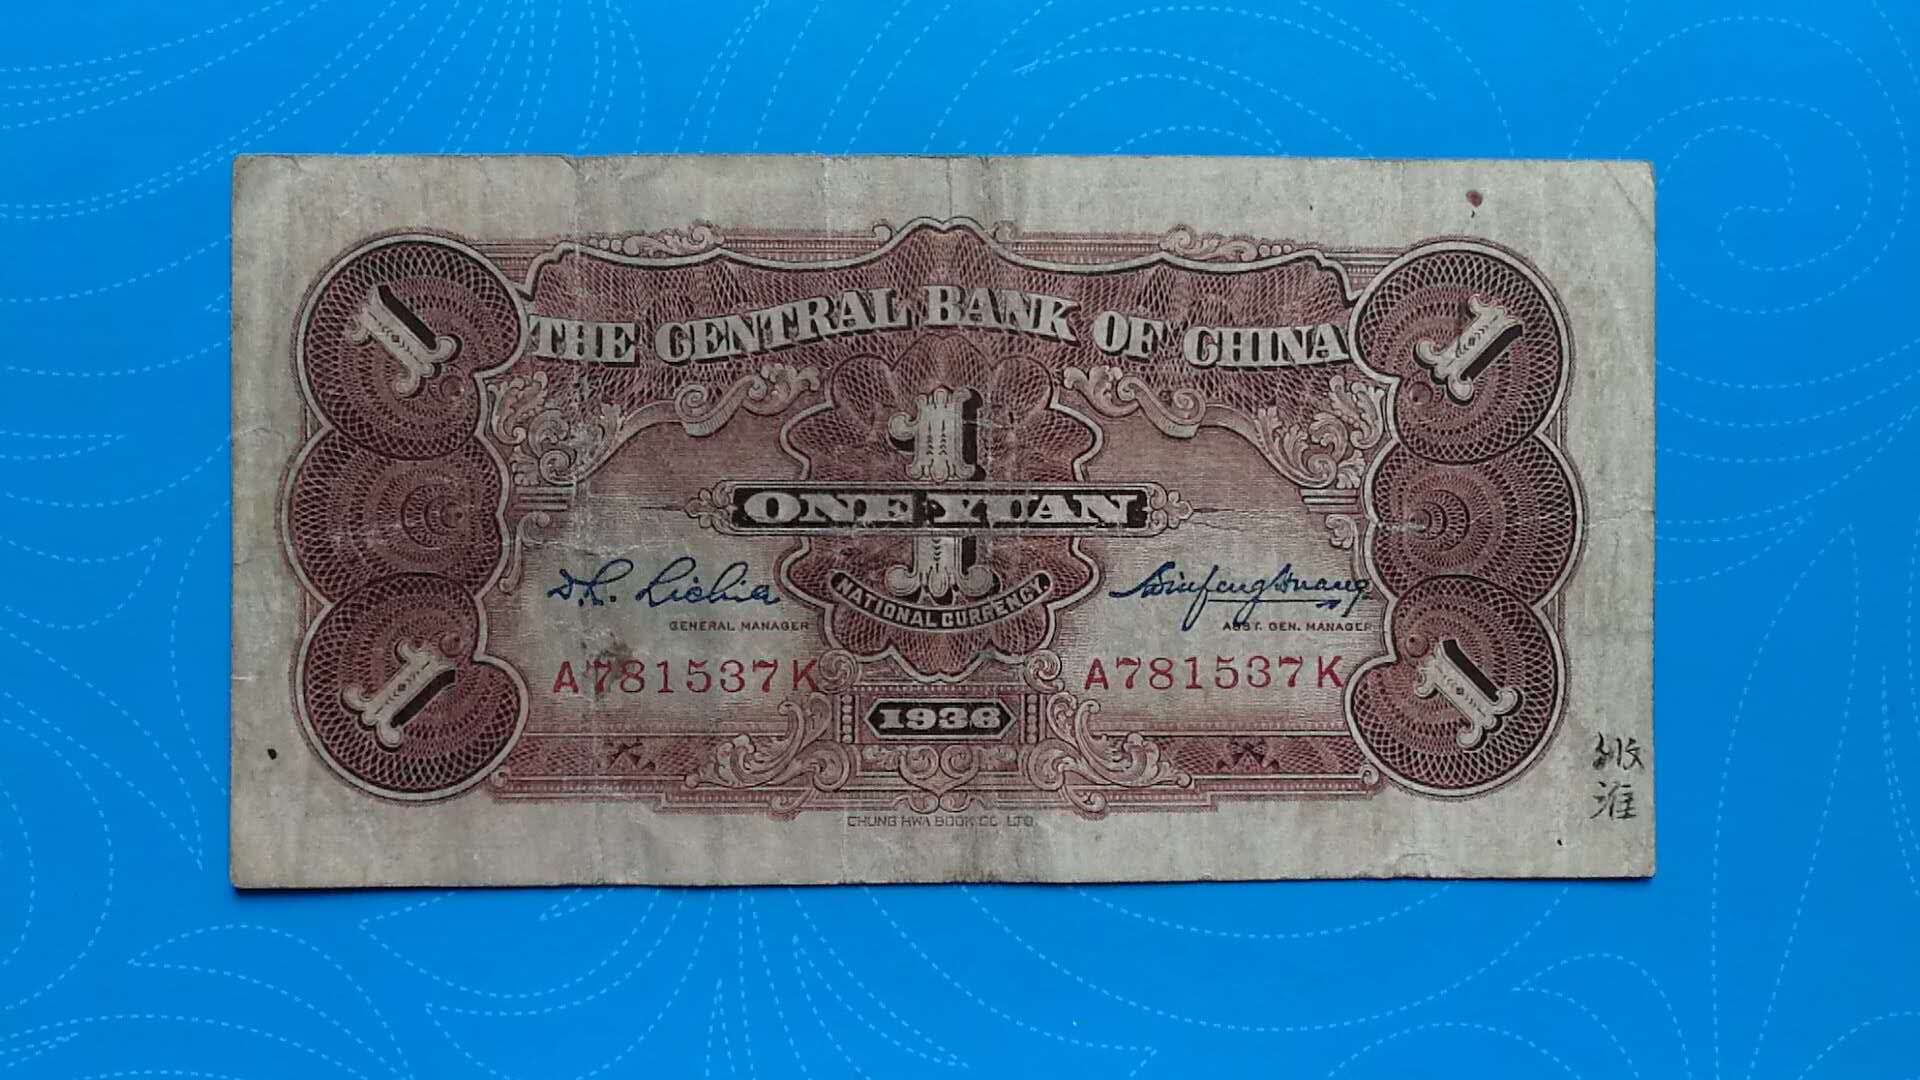 THE CENTRAL BANK OF CHINA
1 1
1
ONE YUAN
NATIONAL CURRENCY
GENERAL MANAGER
ASST. GEN. MANAGER
A781537K A781537K
1 1
1936
CHUNG HWA BOOK CO. LTD.